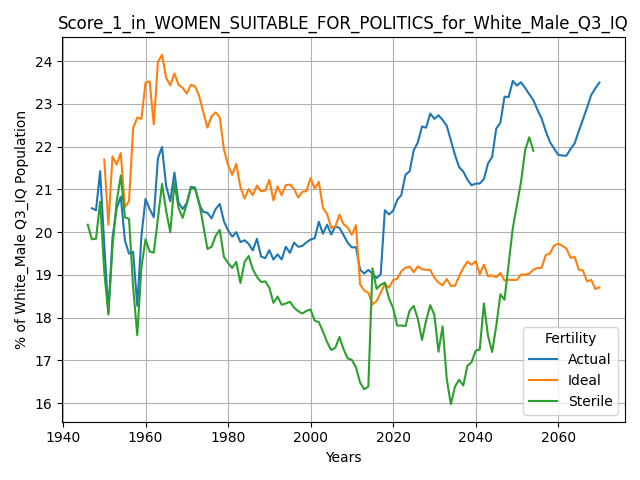 Score_1_in_WOMEN_SUITABLE_FOR_POLITICS_for_White_Male_Q3_IQ
% of White_Male Q3_IQ Population
24
23
22
21
20
19
18
17
16
1940
1960
1980
2000
2020
2040
2060
Years
Fertility
Actual
Ideal
Sterile